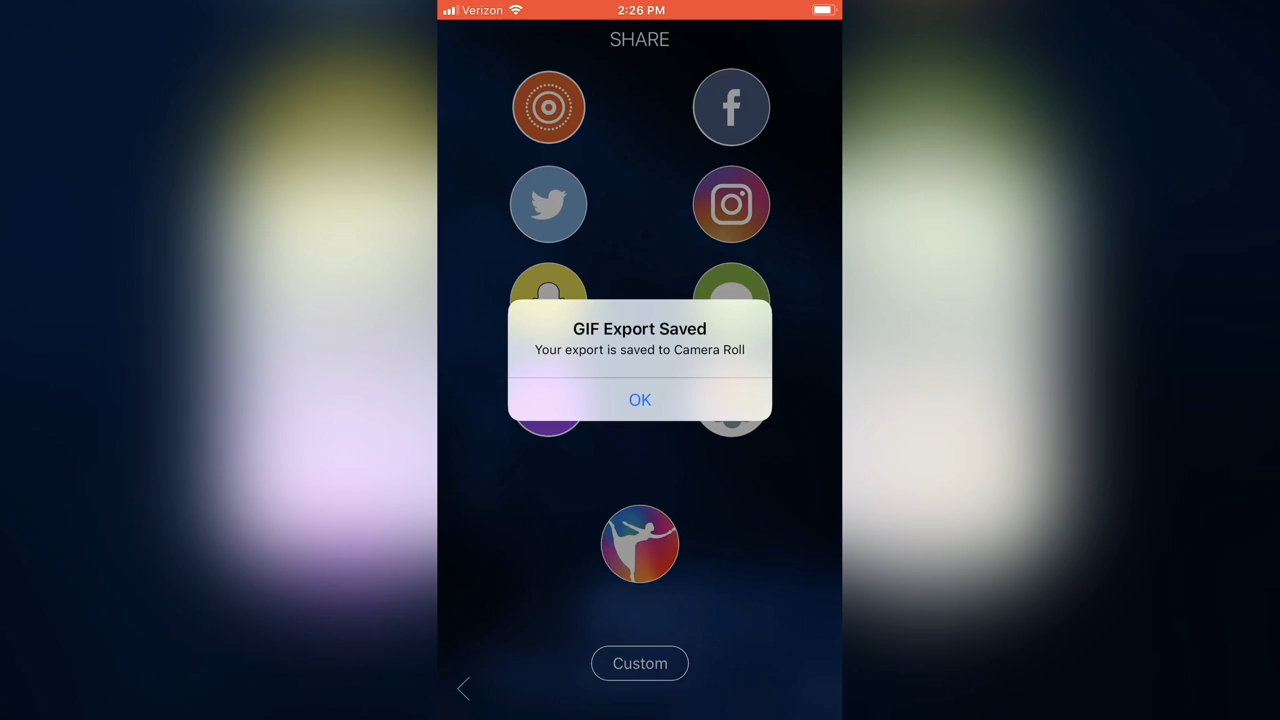 Verizon 2:26 PM
SHARE
GIF Export Saved
Your export is saved to Camera Roll
OK
Custom